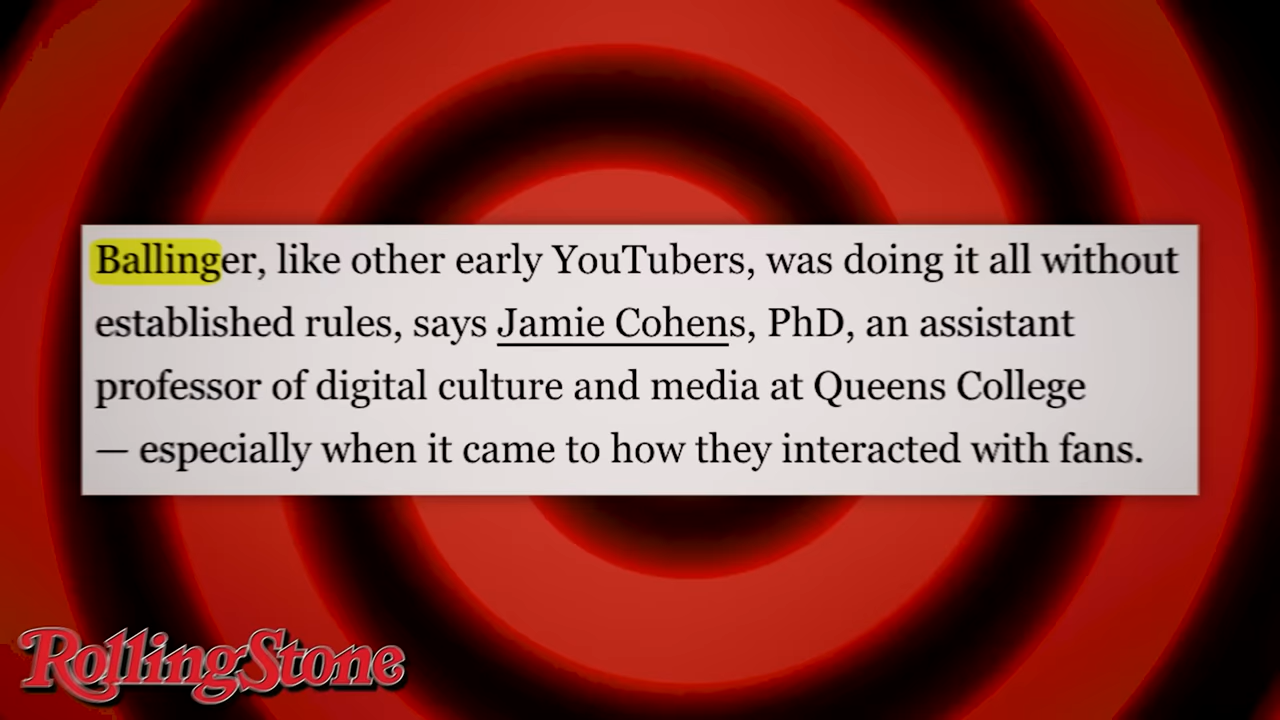 Ballinger, like other early YouTubers, was doing it all without
established rules, says Jamie Cohens, PhD, an assistant
professor of digital culture and media at Queens College
— especially when it came to how they interacted with fans.
RollingStone